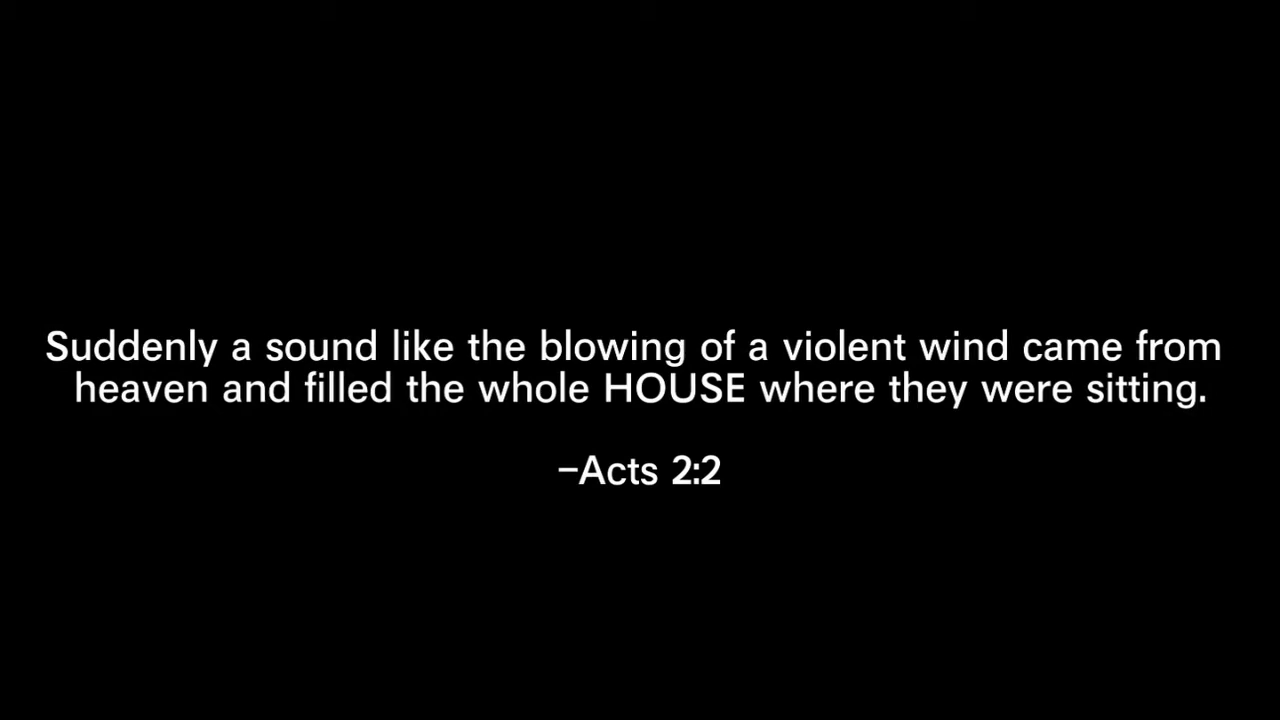 Suddenly a sound like the blowing of a violent wind came from
heaven and filled the whole HOUSE where they were sitting.
–Acts 2:2